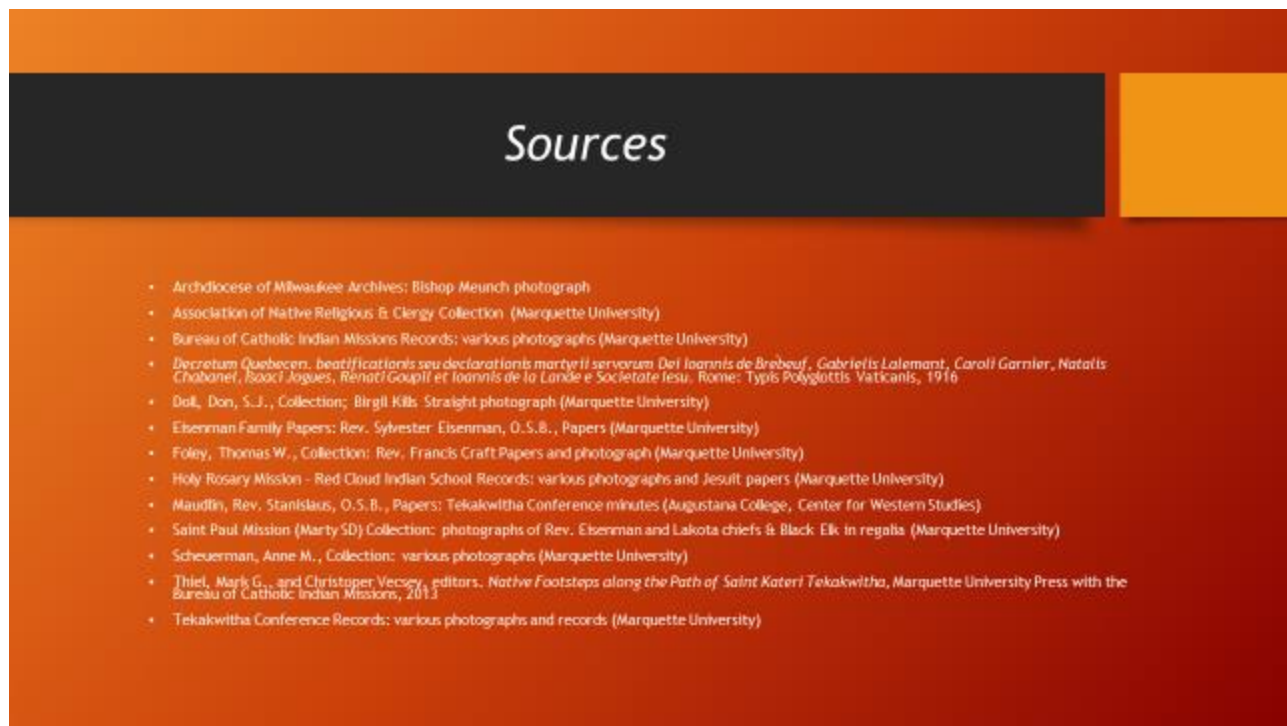 Sources
• Archdiocese of Milwaukee Archives: Bishop Meunch photograph
• Association of Native Religious & Clergy Collection (Marquette University)
• Bureau of Catholic Indian Missions Records: various photographs (Marquette University)
• Decretum Quebecen. beatificationis seu declarationis martyrii servorum Dei Ioannis de Brebeuf, Gabrielis Lalemant, Caroli Garnier, Natalis
Chabanel, Isaaci Jogues, Renati Goupil et Ioannis de la Lande e Societate Iesu. Rome: Typis Polyglottis Vaticanis, 1916
• Doll, Don, S.J., Collection; Birgil Kills Straight photograph (Marquette University)
• Eisenman Family Papers: Rev. Sylvester Eisenman, O.S.B., Papers (Marquette University)
• Foley, Thomas W., Collection: Rev. Francis Craft Papers and photograph (Marquette University)
• Holy Rosary Mission - Red Cloud Indian School Records: various photographs and Jesuit papers (Marquette University)
• Maudlin, Rev. Stanislaus, O.S.B., Papers: Tekakwitha Conference minutes (Augustana College, Center for Western Studies)
• Saint Paul Mission (Marty SD) Collection: photographs of Rev. Eisenman and Lakota chiefs & Black Elk in regalia (Marquette University)
• Scheuerman, Anne M., Collection: various photographs (Marquette University)
• Thiel, Mark G., and Christoper Vecsey, editors. Native Footsteps along the Path of Saint Kateri Tekakwitha, Marquette University Press with the
Bureau of Catholic Indian Missions, 2013
• Tekakwitha Conference Records: various photographs and records (Marquette University)